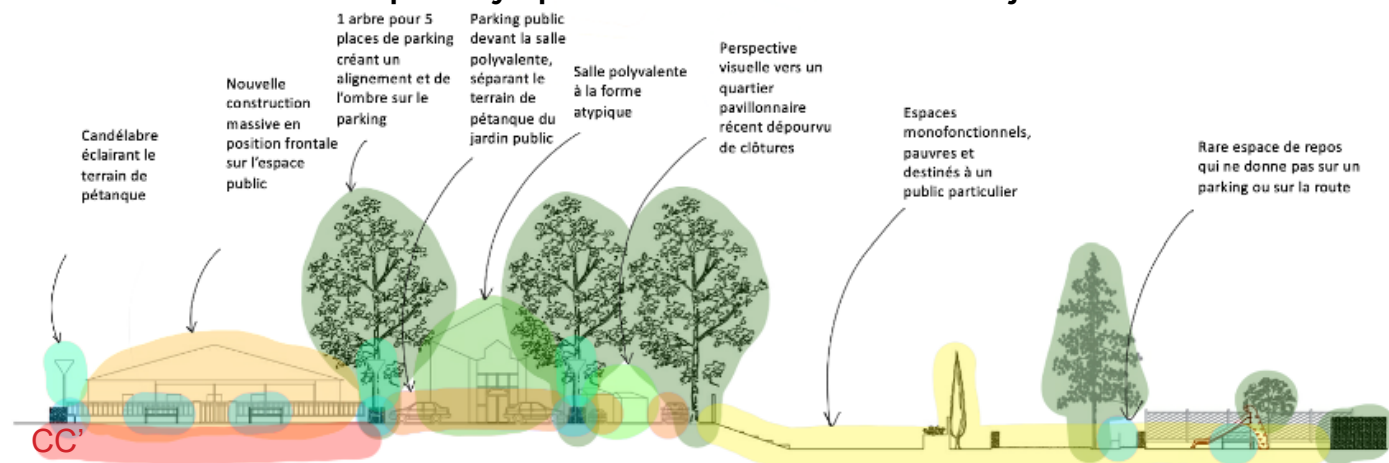 Candélabre
éclairant le
terrain de
pétanque
Nouvelle
construction
massive en
position frontale
sur l'espace
public
1 arbre pour 5
places de parking
créant un
alignement et de
l'ombre sur le
parking
Parking public
devant la salle
polyvalente,
séparant le
terrain de
pétanque du
jardin public
Salle polyvalente
à la forme
atypique
Perspective
visuelle vers un
quartier
pavillonnaire
récent dépourvu
de clôtures
Espaces
monofonctionnels,
pauvres et
destinés à un
public particulier
Rare espace de repos
qui ne donne pas sur un
parking ou sur la route
CC'